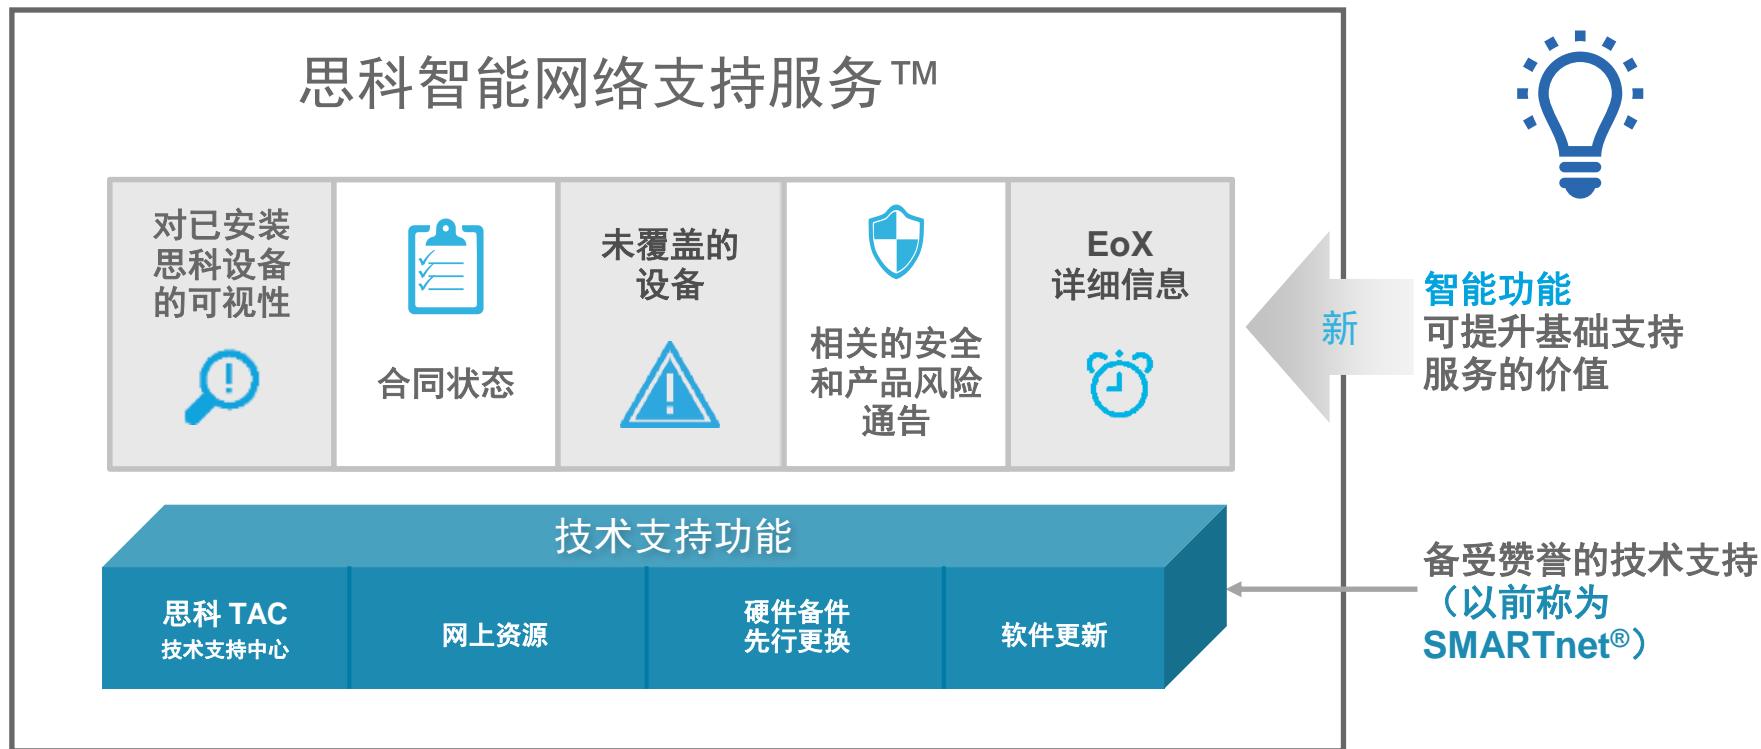 思科智能网络支持服务™
对已安装
思科设备
的可视性
合同状态
未覆盖的
设备
相关的安全
和产品风险
通告
EoX
详细信息
新
智能功能
可提升基础支持
服务的价值
技术支持功能
思科 TAC
技术支持中心
网上资源
硬件备件
先行更换
软件更新
备受赞誉的技术支持
（以前称为
SMARTnet®）